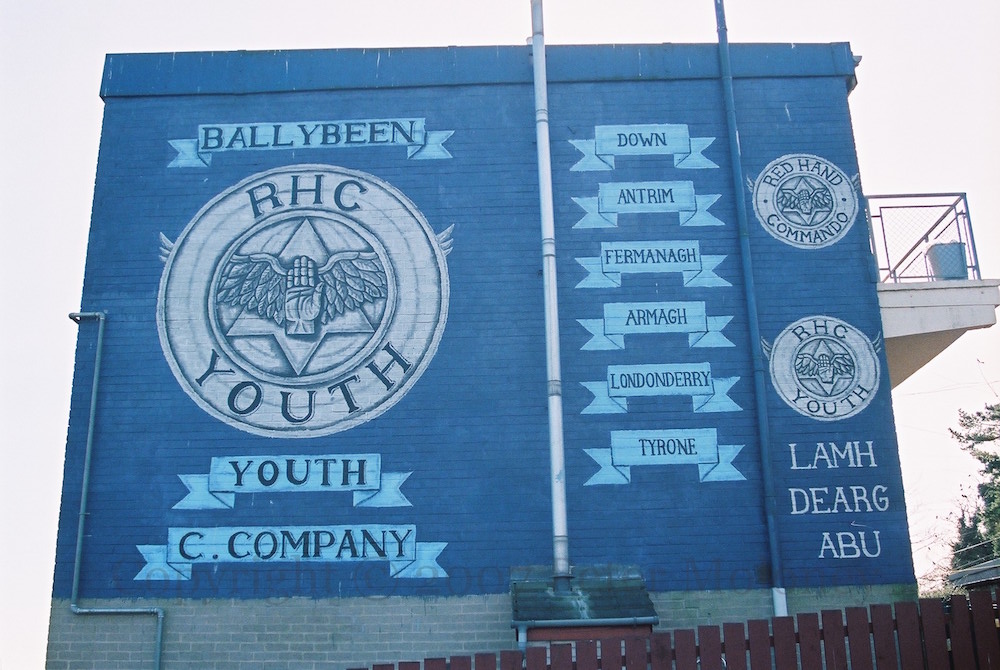 BALLYBEEN
RHC
YOUTH
YOUTH
C. COMPANY
DOWN
ANTRIM
FERMANAGH
ARMAGH
LONDONDERRY
TYRONE
RED HAND
COMMANDO
RHC
YOUTH
LAMH
DEARG
ABU